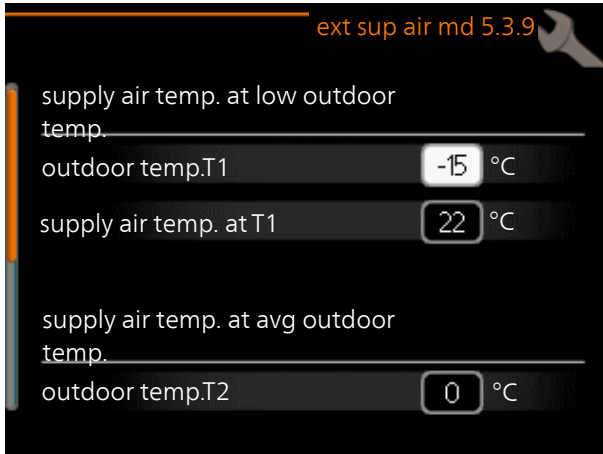 ext sup air md 5.3.9
supply air temp. at low outdoor
temp.
outdoor temp.T1 -15 °C
supply air temp. at T1 22 °C
supply air temp. at avg outdoor
temp.
outdoor temp.T2 0 °C